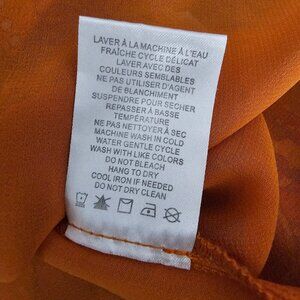 LAVER À LA MACHINE À L'EAU
FRAÎCHE CYCLE DÉLICAT
LAVER AVEC DES
COULEURS SEMBLABLES
NE PAS UTILISER D'AGENT
DE BLANCHIMENT
SUSPENDRE POUR SECHER
REPASSER À BASSE
TEMPÉRATURE
NE PAS NETTOYER À SEC
MACHINE WASH IN COLD
WATER GENTLE CYCLE
WASH WITH LIKE COLORS
DO NOT BLEACH
HANG TO DRY
COOL IRON IF NEEDED
DO NOT DRY CLEAN